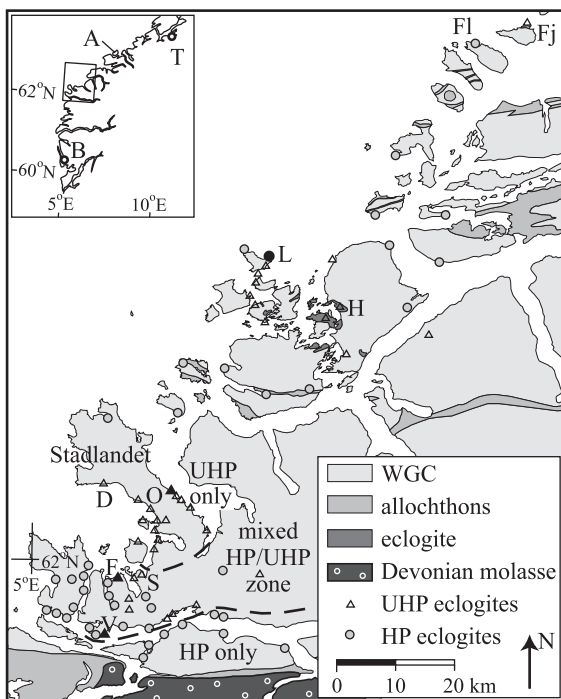 A
T
62°N
B
60°N
5°E
10°E
Fl
Fj
L
H
Stadlandet
D
O
UHP
only
mixed
HP/UHP
zone
62°N
5°E
F
S
V
HP only
WGC
allochthons
eclogite
Devonian molasse
UHP eclogites
HP eclogites
0
10
20 km
N